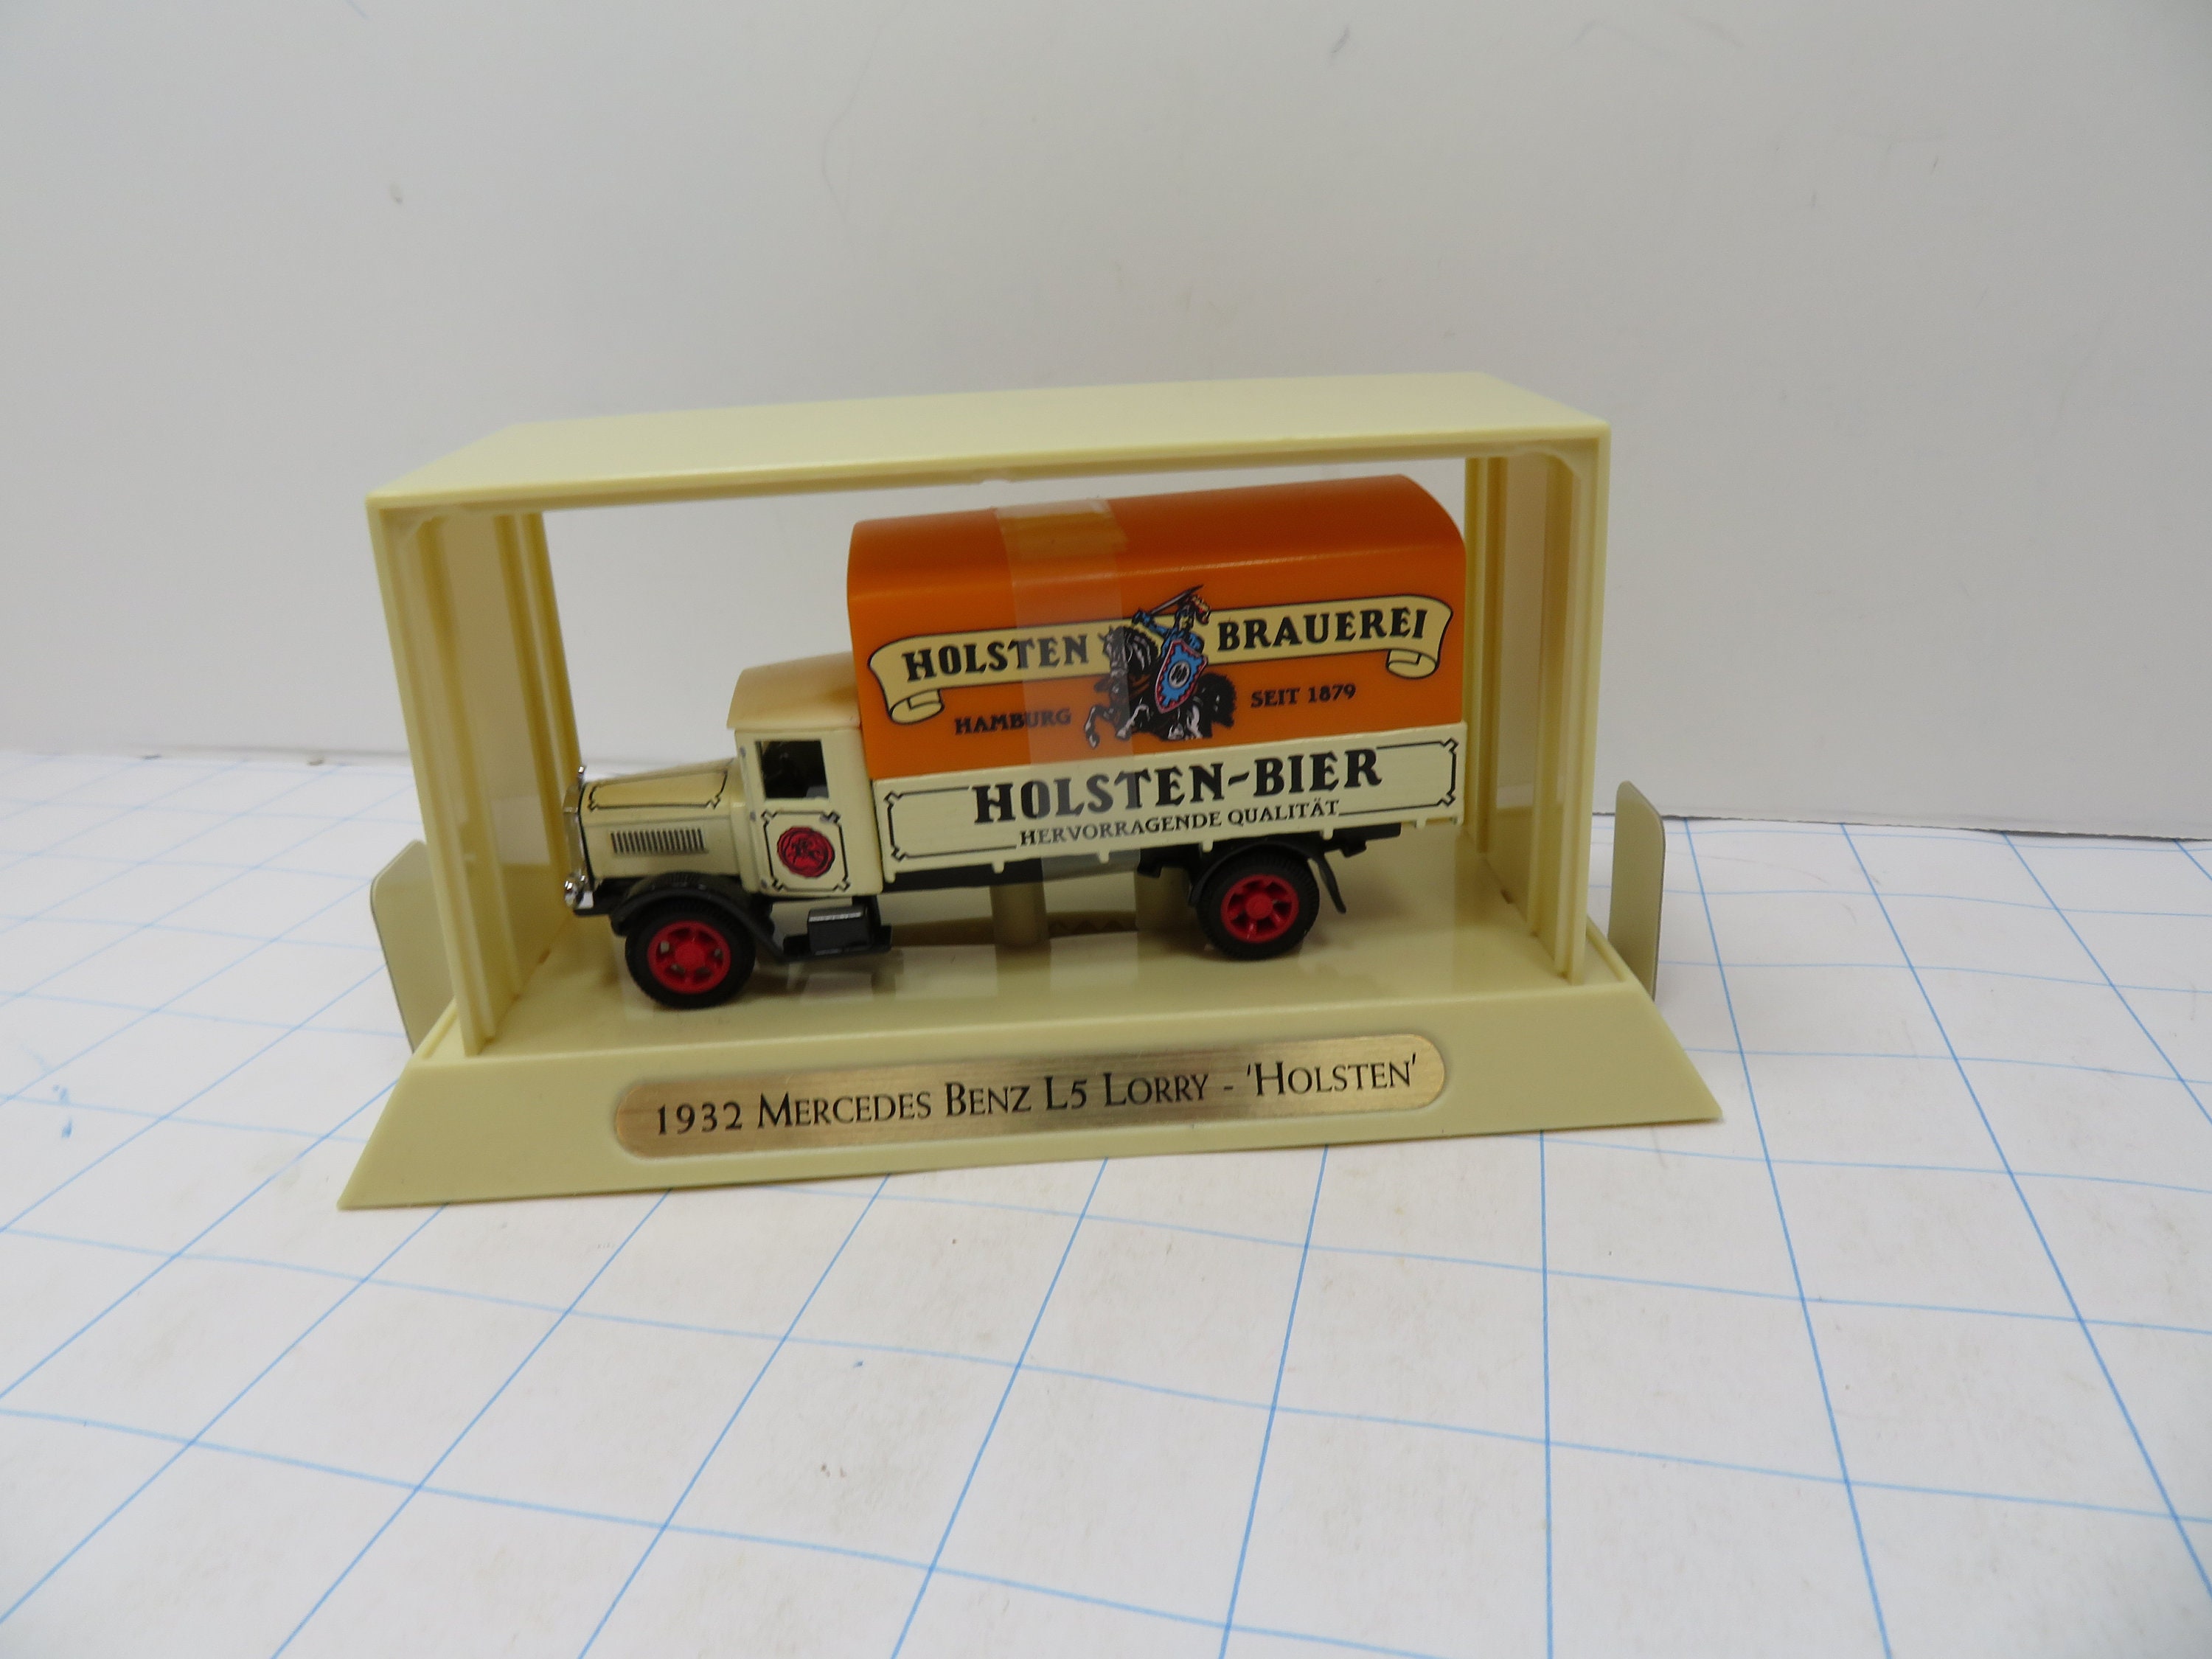 HOLSTEN BRAUEREI
HAMBURG SEIT 1879
HOLSTEN-BIER
HERVORRAGENDE QUALITÄT
1932 MERCEDES BENZ L5 LORRY - 'HOLSTEN'